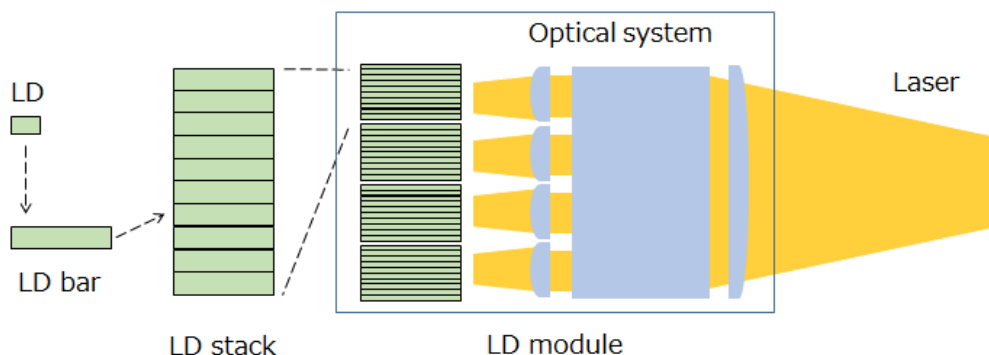 Optical system
LD
Laser
LD bar
LD stack
LD module